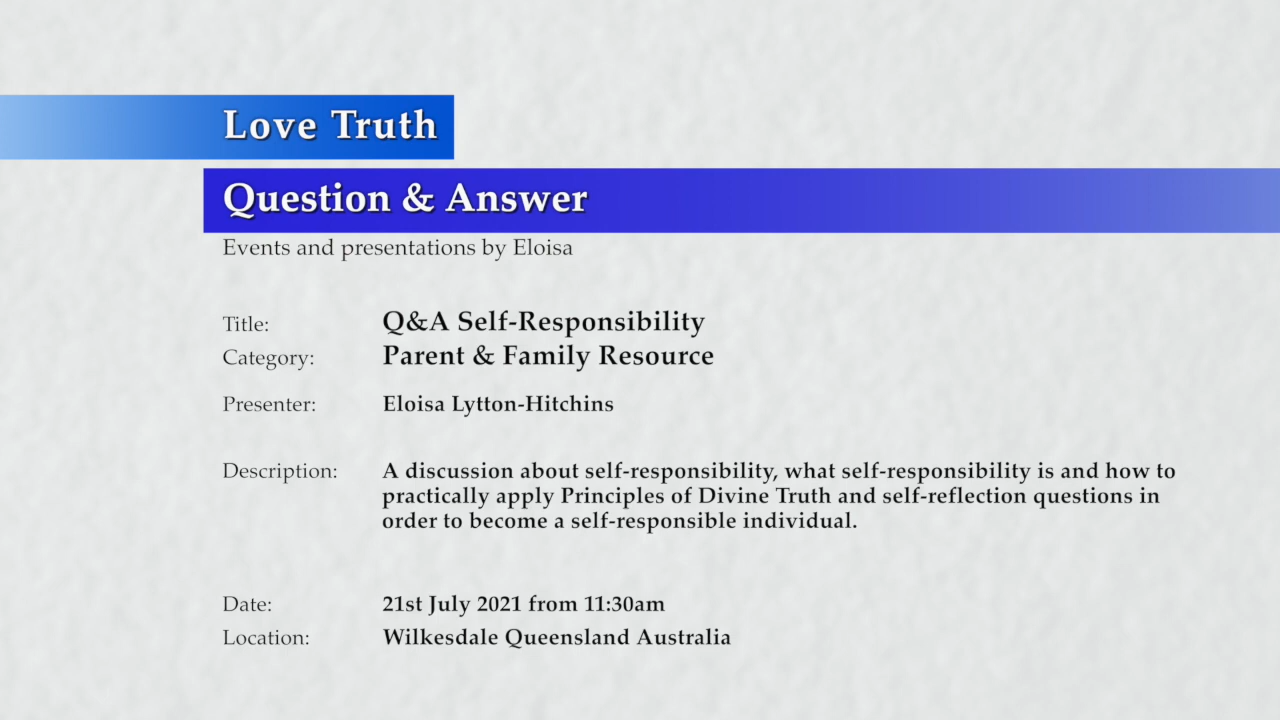 Love Truth
Question & Answer
Events and presentations by Eloisa
Title: Q&A Self-Responsibility
Category: Parent & Family Resource
Presenter: Eloisa Lytton-Hitchins
Description: A discussion about self-responsibility, what self-responsibility is and how to
practically apply Principles of Divine Truth and self-reflection questions in
order to become a self-responsible individual.
Date: 21st July 2021 from 11:30am
Location: Wilkesdale Queensland Australia